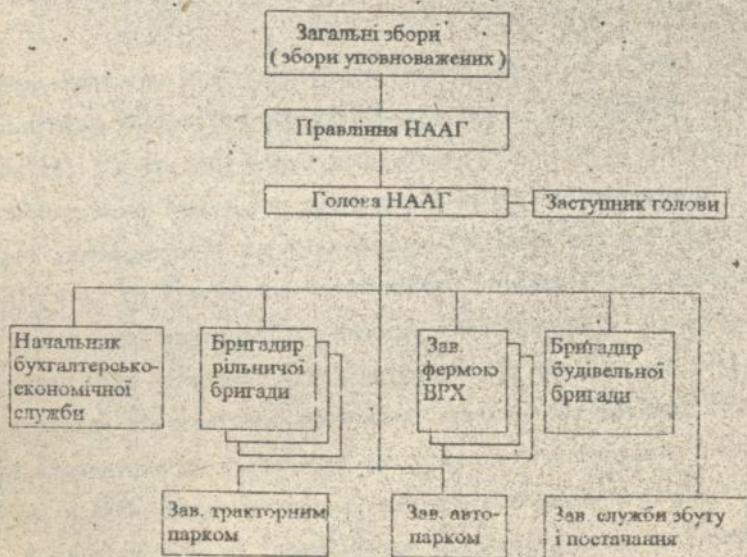 Загальні збори
( збори уповноважених )
Правління НААГ
Голова НААГ
Заступник голови
Начальник
бухгалтерсько-
економічної
служби
Бригадир
рільничої
бригади
Зав.
фермою
ВРХ
Бригадир
будівельної
бригади
Зав. тракторним
парком
Зав. авто-
парком
Зав. служби збуту
і постачання